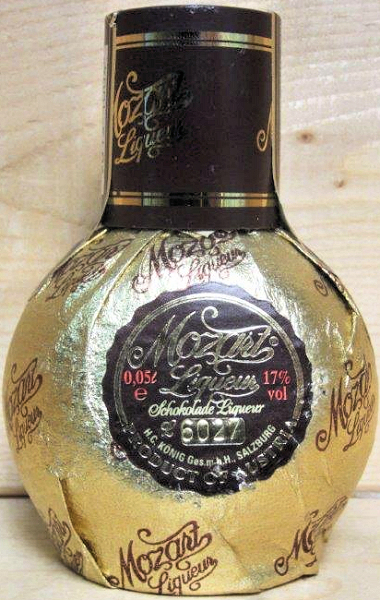 Mozart
Liqueur
M
Mozart
Liqueur
Mozart
Liqueur
0,05ℓ
e
17%
vol
Schokolade Liqueur
6027
H.C. KÖNIG Ges.m.b.H., SALZBURG
PRODUCT OF AUSTRIA
Mozart
Mozart
Liqueur